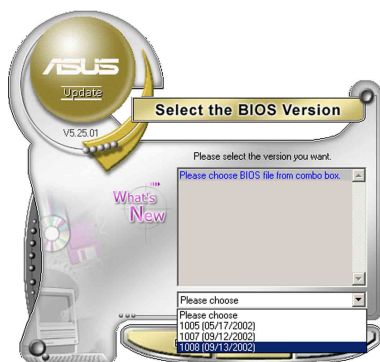 ASUS
Update
V5.25.01
Select the BIOS Version
Please select the version you want.
Please choose BIOS file from combo box.
What's
New
Please choose
Please choose
1005 (05/17/2002)
1007 (09/12/2002)
1008 (09/13/2002)